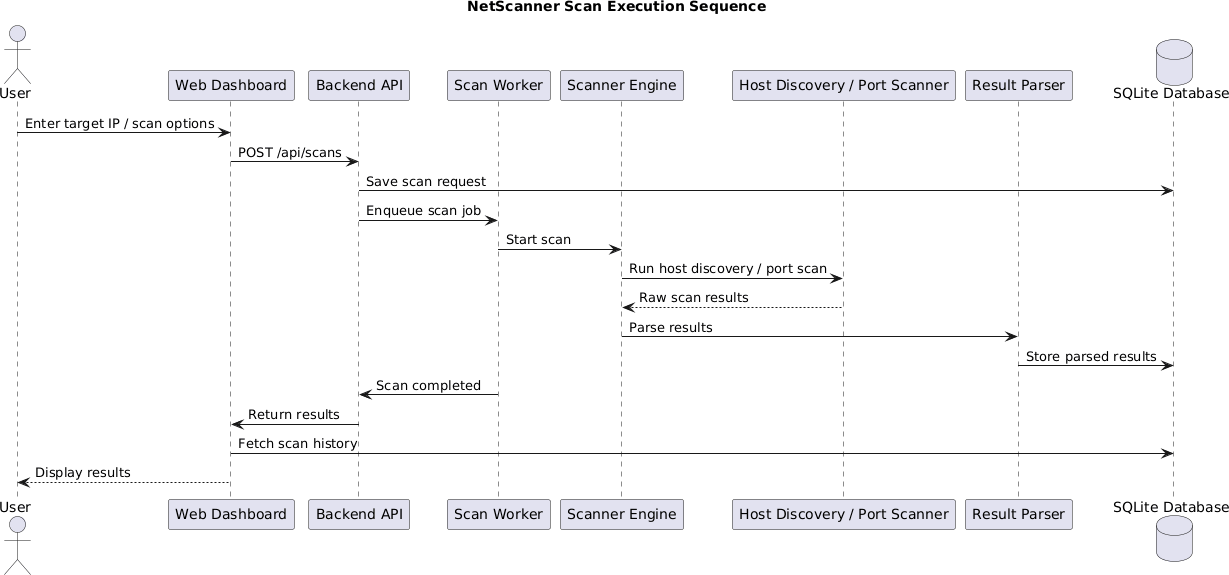 NetScanner Scan Execution Sequence
User
Web Dashboard
Backend API
Scan Worker
Scanner Engine
Host Discovery / Port Scanner
Result Parser
SQLite Database
Enter target IP / scan options
POST /api/scans
Save scan request
Enqueue scan job
Start scan
Run host discovery / port scan
Raw scan results
Parse results
Store parsed results
Scan completed
Return results
Fetch scan history
Display results
User
Web Dashboard
Backend API
Scan Worker
Scanner Engine
Host Discovery / Port Scanner
Result Parser
SQLite Database